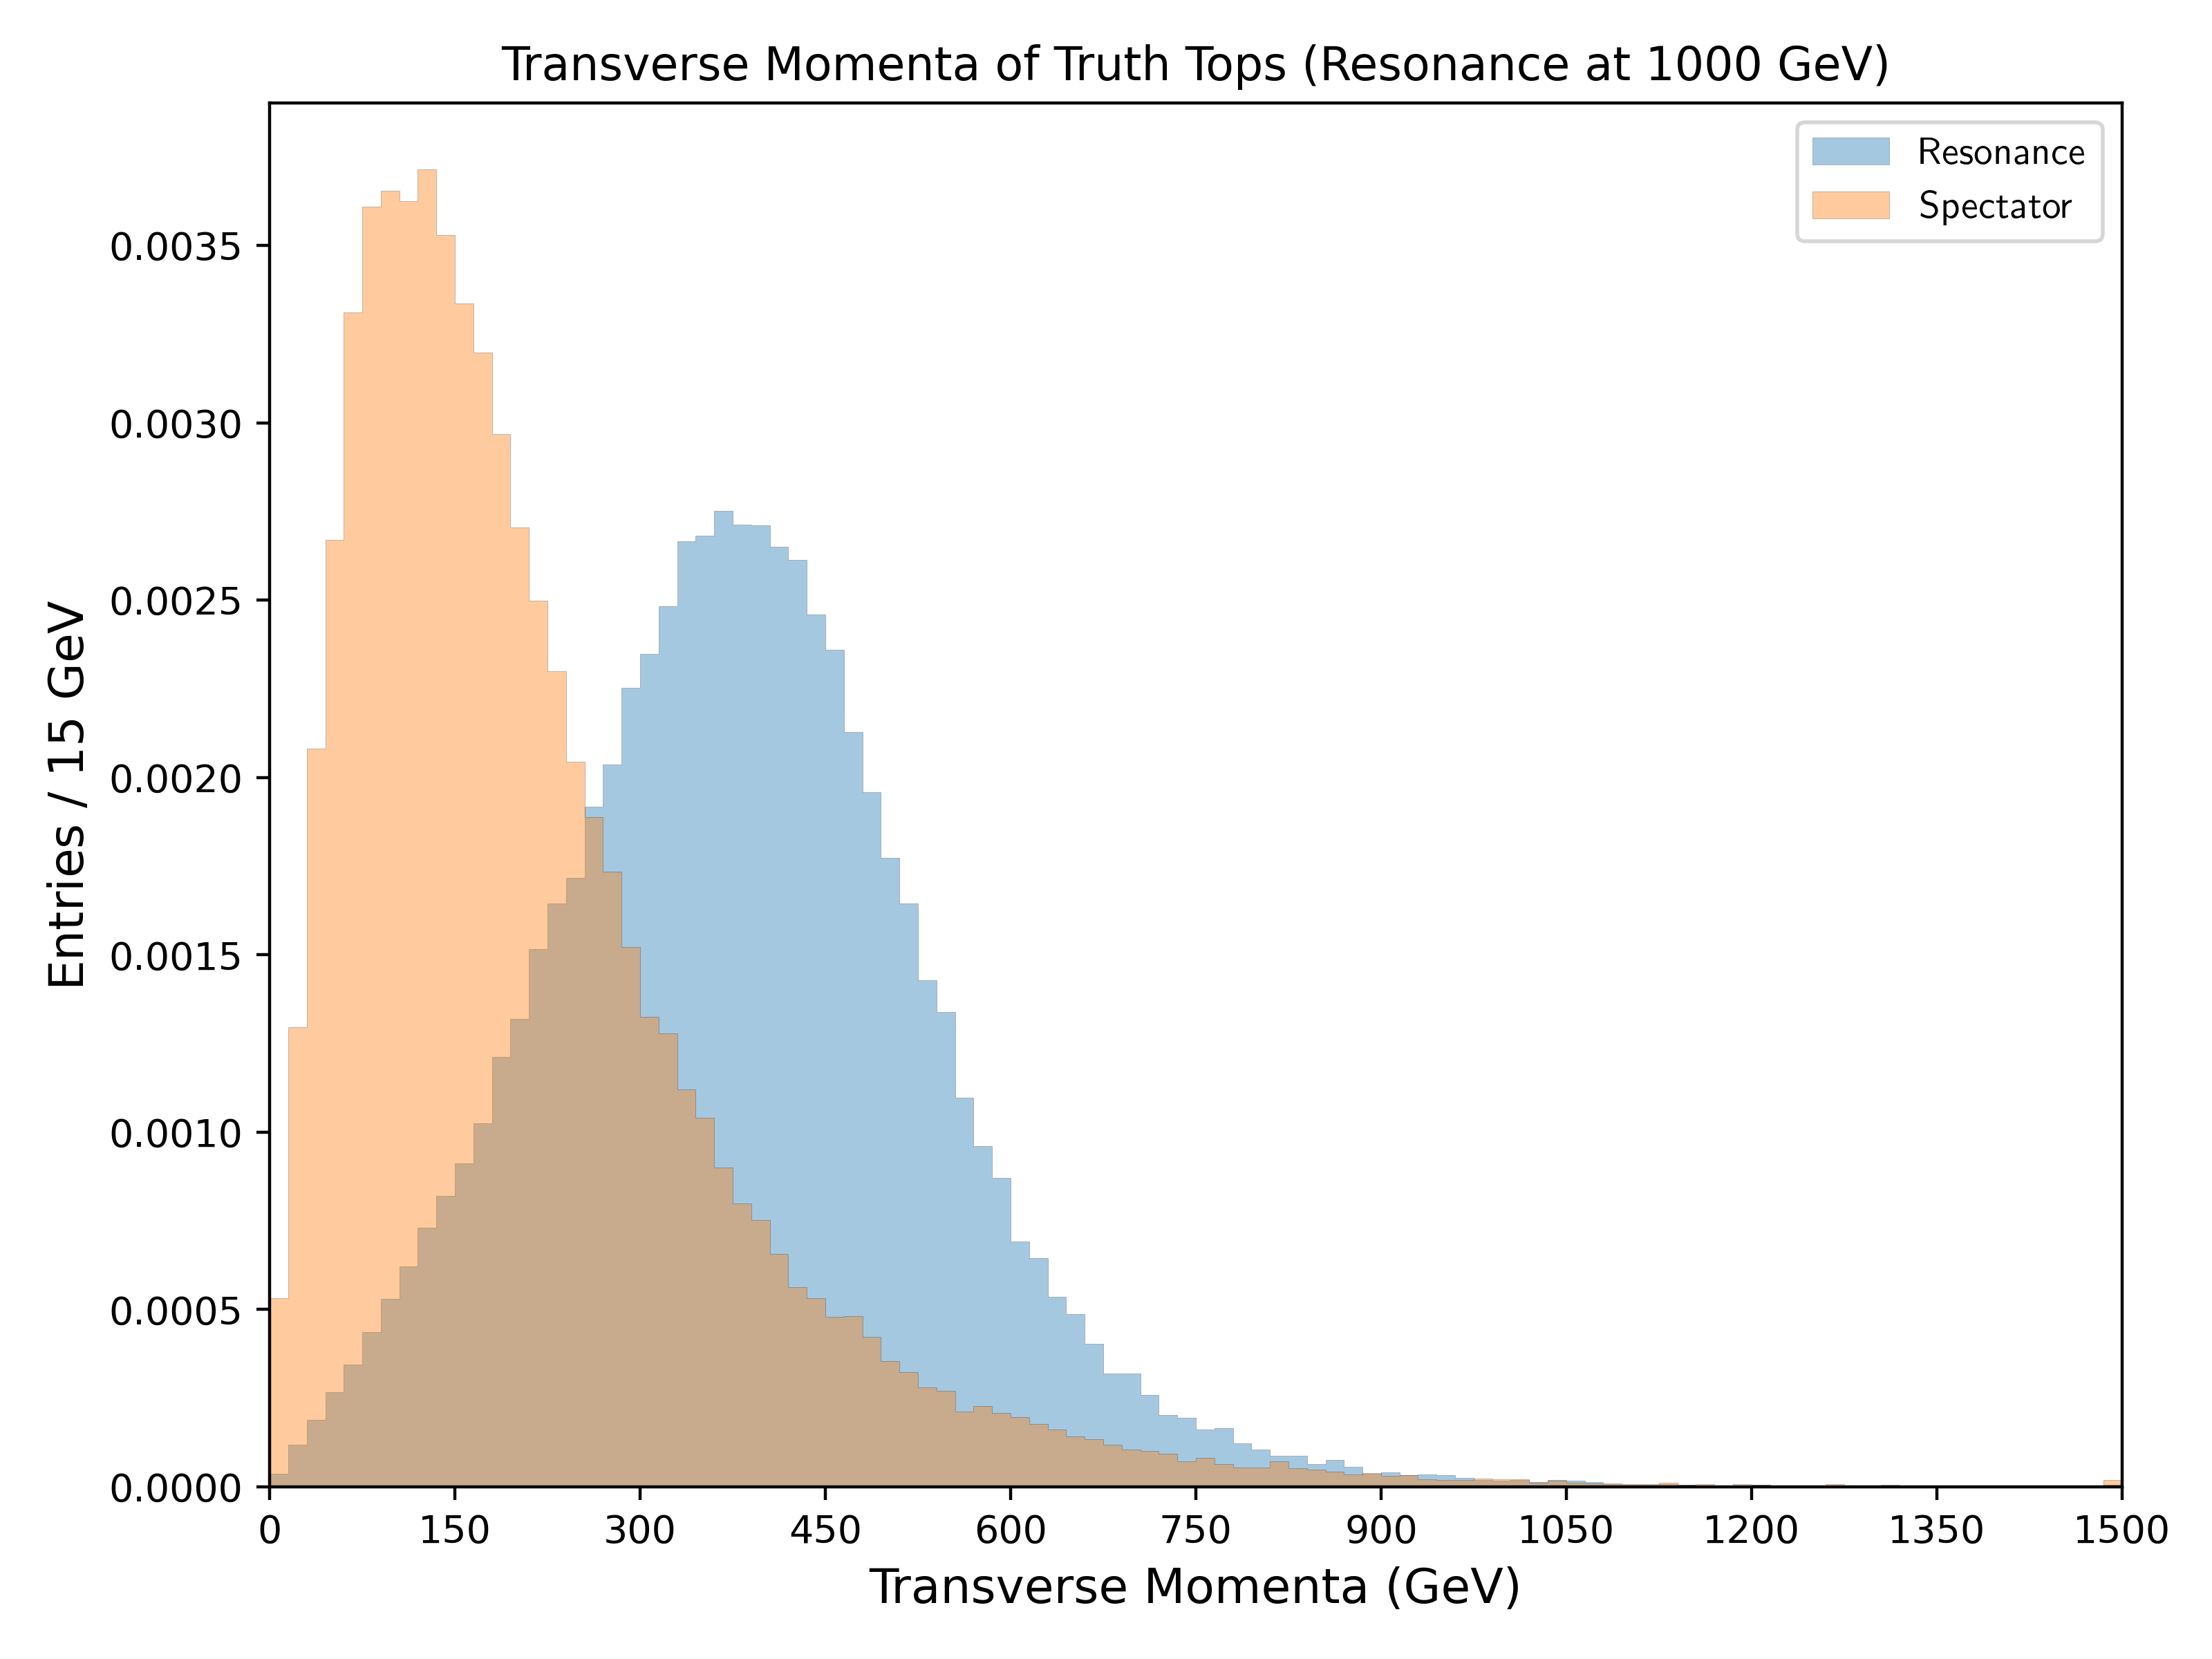 Transverse Momenta of Truth Tops (Resonance at 1000 GeV)
Resonance
Spectator
Entries / 15 GeV
0.0035
0.0030
0.0025
0.0020
0.0015
0.0010
0.0005
0.0000
0 150 300 450 600 750 900 1050 1200 1350 1500
Transverse Momenta (GeV)